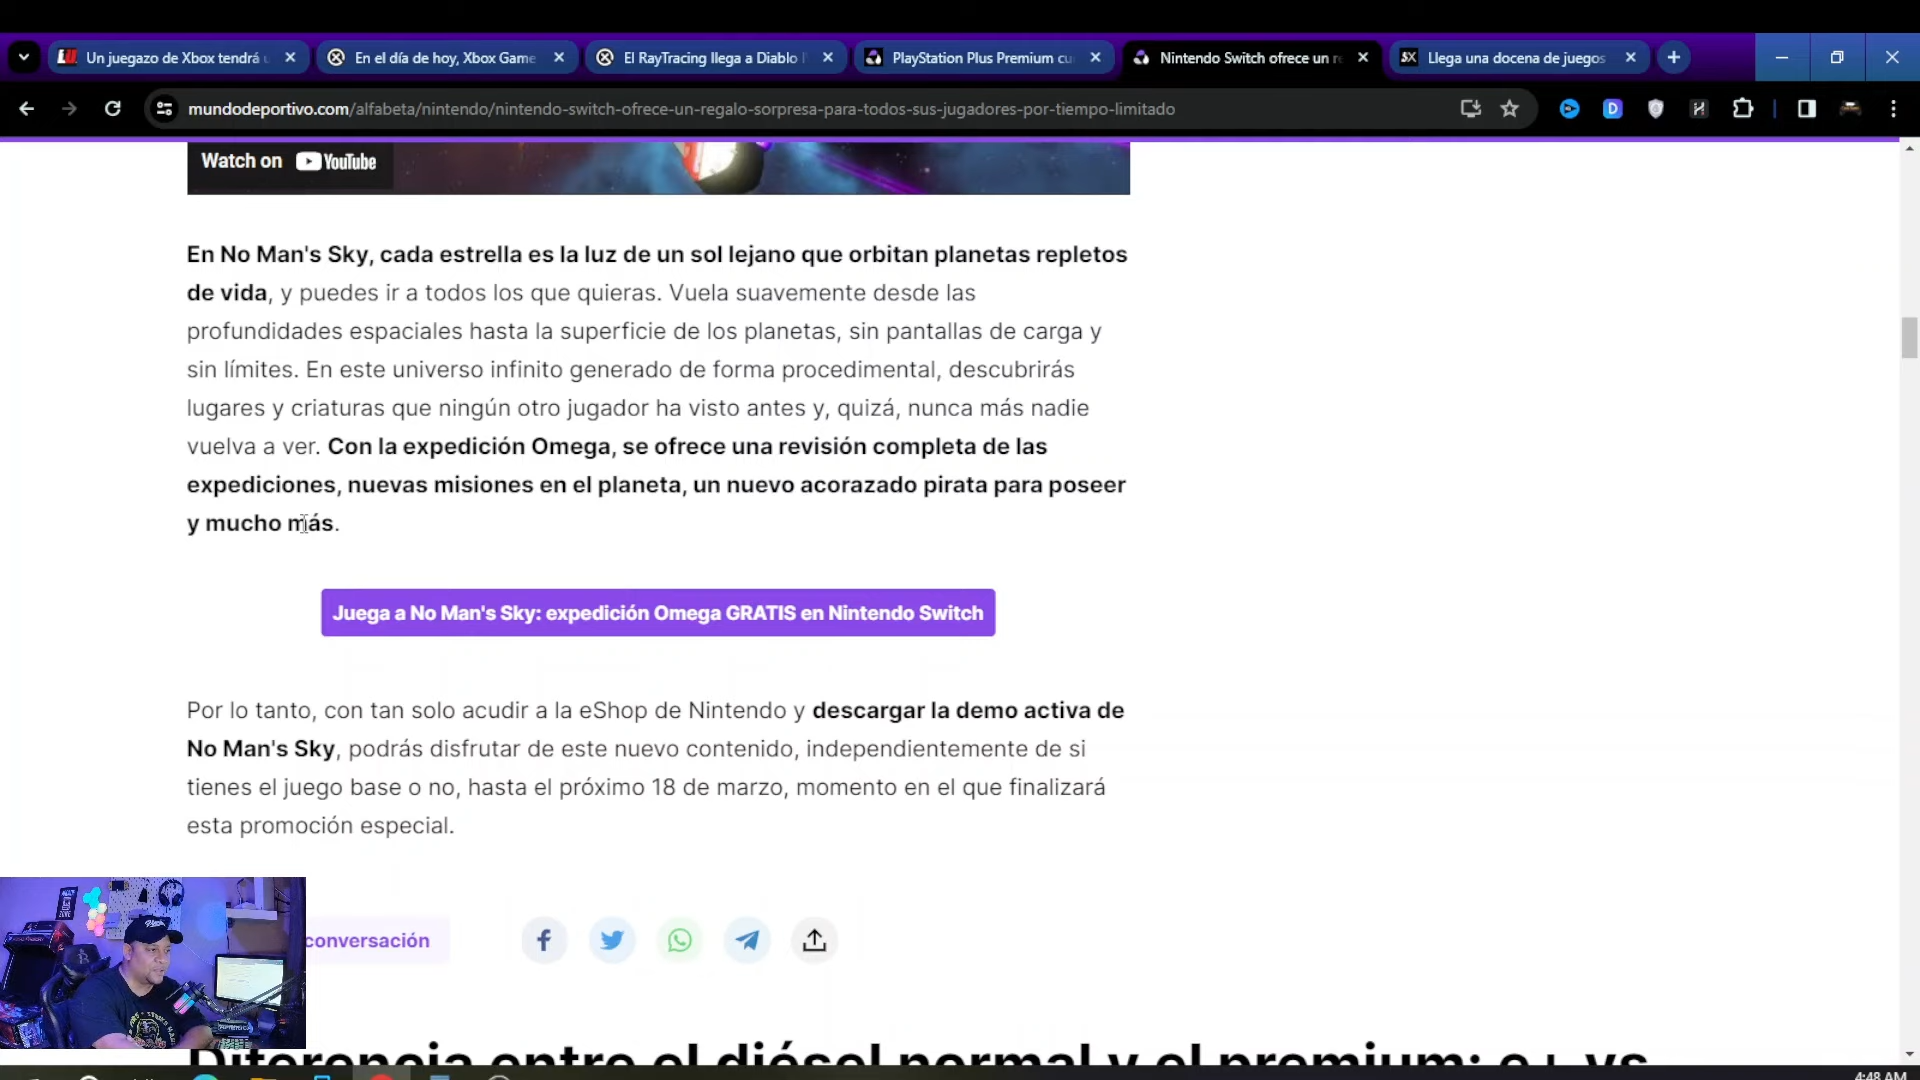 Un juegazo de Xbox tendrá
En el día de hoy, Xbox Game
El RayTracing llega a Diablo
PlayStation Plus Premium cu
Nintendo Switch ofrece un re
Llega una docena de juegos
mundodeportivo.com/alfabeta/nintendo/nintendo-switch-ofrece-un-regalo-sorpresa-para-todos-sus-jugadores-por-tiempo-limitado
Watch on YouTube
En No Man's Sky, cada estrella es la luz de un sol lejano que orbitan planetas repletos
de vida, y puedes ir a todos los que quieras. Vuela suavemente desde las
profundidades espaciales hasta la superficie de los planetas, sin pantallas de carga y
sin límites. En este universo infinito generado de forma procedimental, descubrirás
lugares y criaturas que ningún otro jugador ha visto antes y, quizá, nunca más nadie
vuelva a ver. Con la expedición Omega, se ofrece una revisión completa de las
expediciones, nuevas misiones en el planeta, un nuevo acorazado pirata para poseer
y mucho más.
Juega a No Man's Sky: expedición Omega GRATIS en Nintendo Switch
Por lo tanto, con tan solo acudir a la eShop de Nintendo y descargar la demo activa de
No Man's Sky, podrás disfrutar de este nuevo contenido, independientemente de si
tienes el juego base o no, hasta el próximo 18 de marzo, momento en el que finalizará
esta promoción especial.
conversación
Diferencia entre el diésel normal y el premium: e+ vs
4:48 AM